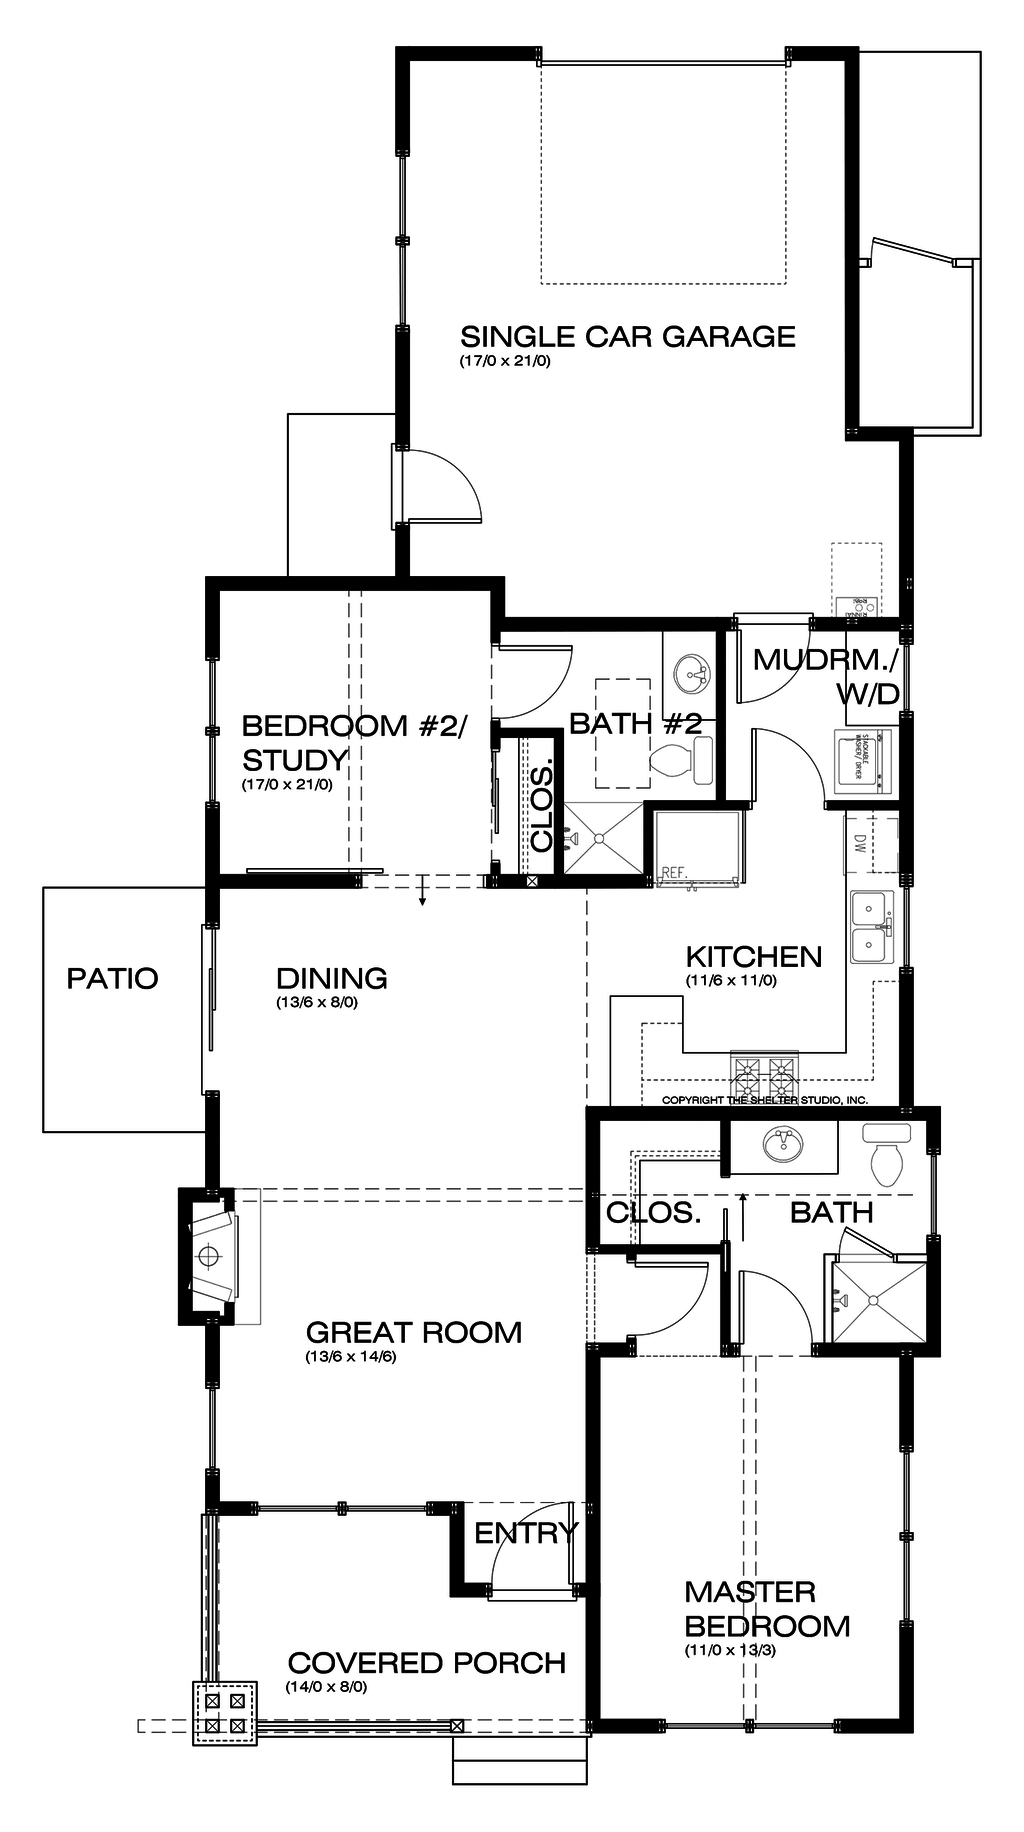 SINGLE CAR GARAGE
(17/0 x 21/0)
MUDRM./
W/D
BEDROOM #2/
STUDY
(17/0 x 21/0)
BATH #2
CLOS.
STACKABLE
WASHER/ DRYER
REF.
DW
KITCHEN
(11/6 x 11/0)
PATIO
DINING
(13/6 x 8/0)
COPYRIGHT THE SHELTER STUDIO, INC.
CLOS.
BATH
GREAT ROOM
(13/6 x 14/6)
ENTRY
MASTER
BEDROOM
(11/0 x 13/3)
COVERED PORCH
(14/0 x 8/0)